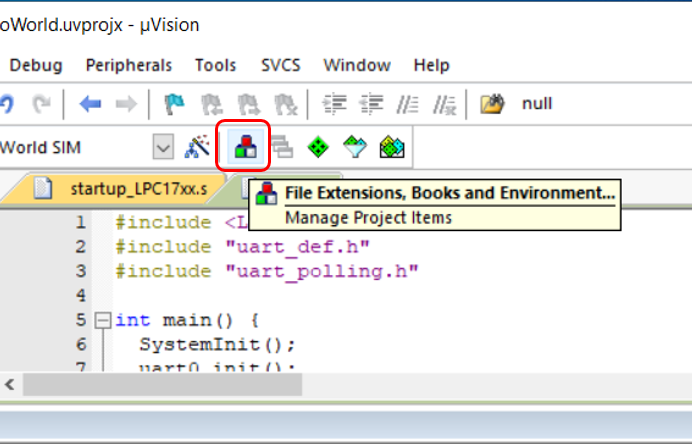 oWorld.uvprojx - µVision
Debug Peripherals Tools SVCS Window Help
null
World SIM
startup_LPC17xx.s
File Extensions, Books and Environment...
Manage Project Items
1 #include <L
2 #include "uart_def.h"
3 #include "uart_polling.h"
4
5 int main() {
6 SystemInit();
7 uart0_init();